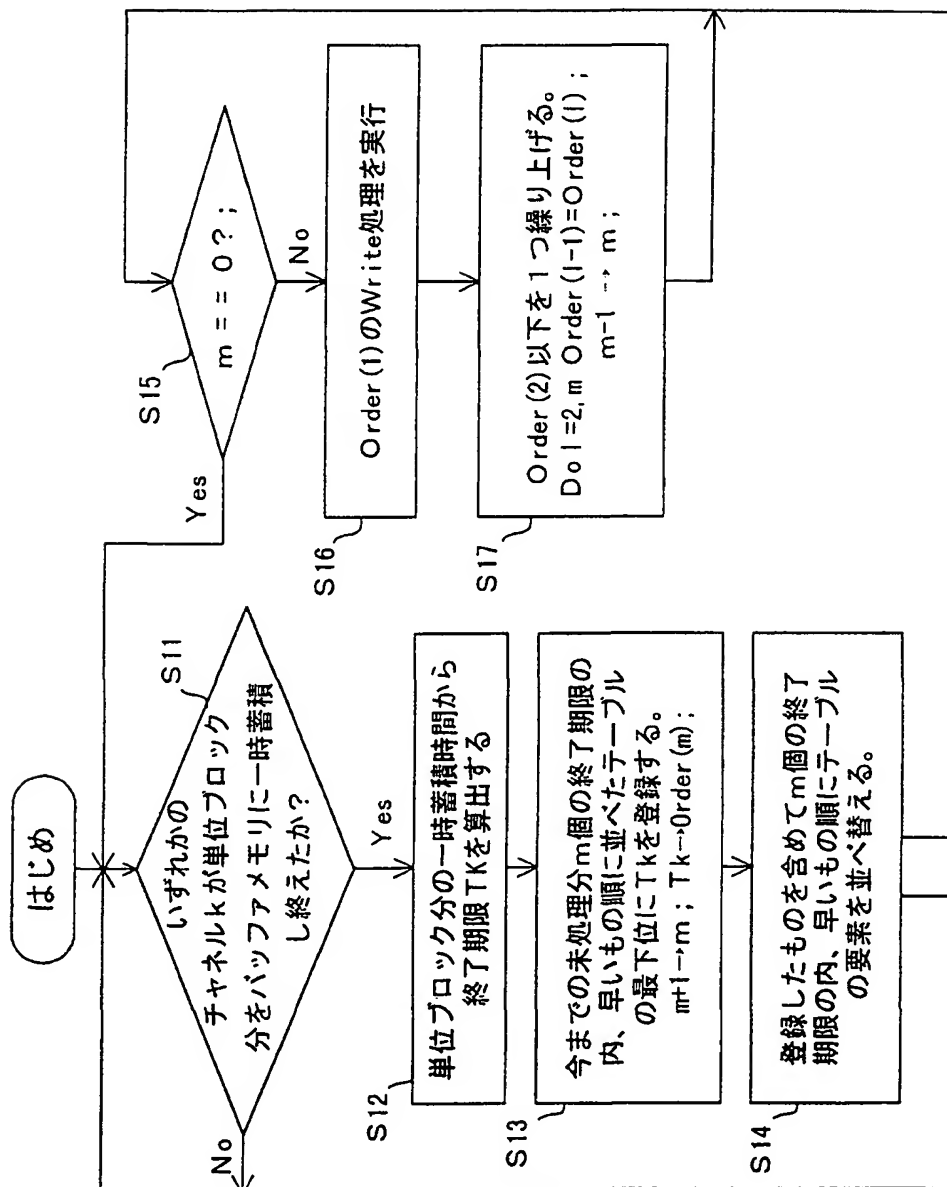 はじめ
いずれかの
チャネルkが単位ブロック
分をバッファメモリに一時蓄積
し終えたか？
S11
No
Yes
単位ブロック分の一時蓄積時間から
終了期限TKを算出する
S12
今までの未処理分m個の終了期限の
内、早いもの順に並べたテーブル
の最下位にTkを登録する。
m+1→m；Tk→Order(m)；
S13
登録したものを含めてm個の終了
期限の内、早いもの順にテーブル
の要素を並べ替える。
S14
m＝＝0？；
S15
Yes
No
Order(1)のWrite処理を実行
S16
Order(2)以下を1つ繰り上げる。
Do l=2,m Order(l-1)=Order(l)；
m-1→m；
S17